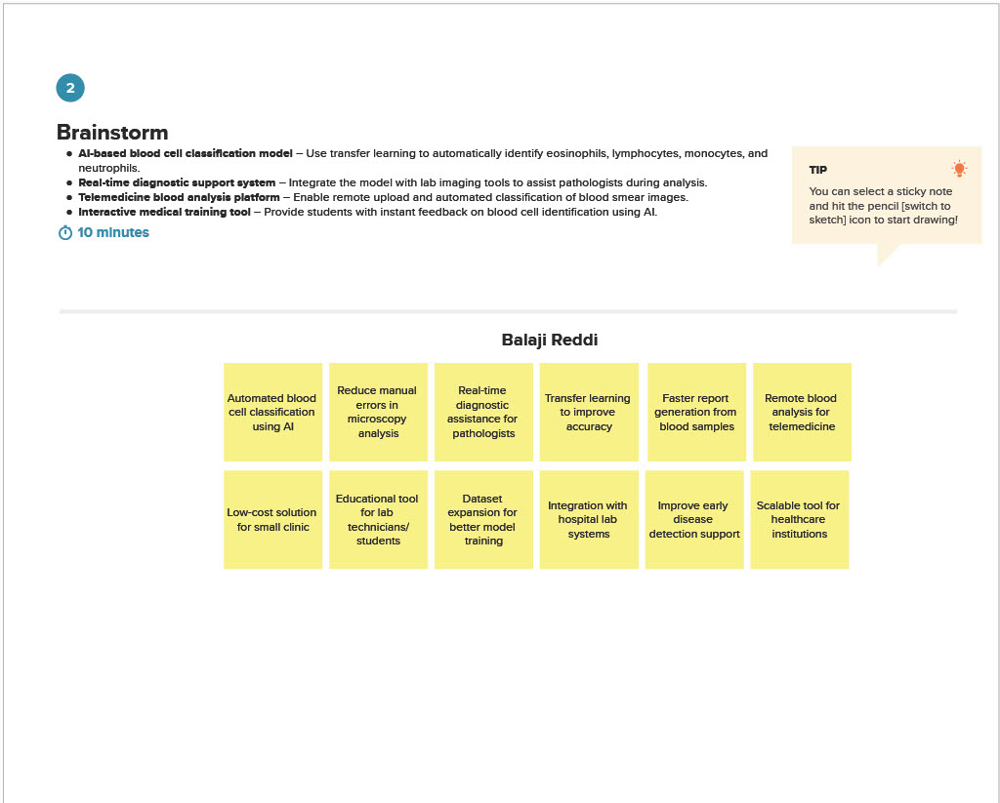 2
Brainstorm
• AI-based blood cell classification model – Use transfer learning to automatically identify eosinophils, lymphocytes, monocytes, and
neutrophils.
• Real-time diagnostic support system – Integrate the model with lab imaging tools to assist pathologists during analysis.
• Telemedicine blood analysis platform – Enable remote upload and automated classification of blood smear images.
• Interactive medical training tool – Provide students with instant feedback on blood cell identification using AI.
10 minutes
TIP
You can select a sticky note
and hit the pencil [switch to
sketch] icon to start drawing!
Balaji Reddi
Automated blood
cell classification
using AI
Reduce manual
errors in
microscopy
analysis
Real-time
diagnostic
assistance for
pathologists
Transfer learning
to improve
accuracy
Faster report
generation from
blood samples
Remote blood
analysis for
telemedicine
Low-cost solution
for small clinic
Educational tool
for lab
technicians/
students
Dataset
expansion for
better model
training
Integration with
hospital lab
systems
Improve early
disease
detection support
Scalable tool for
healthcare
institutions